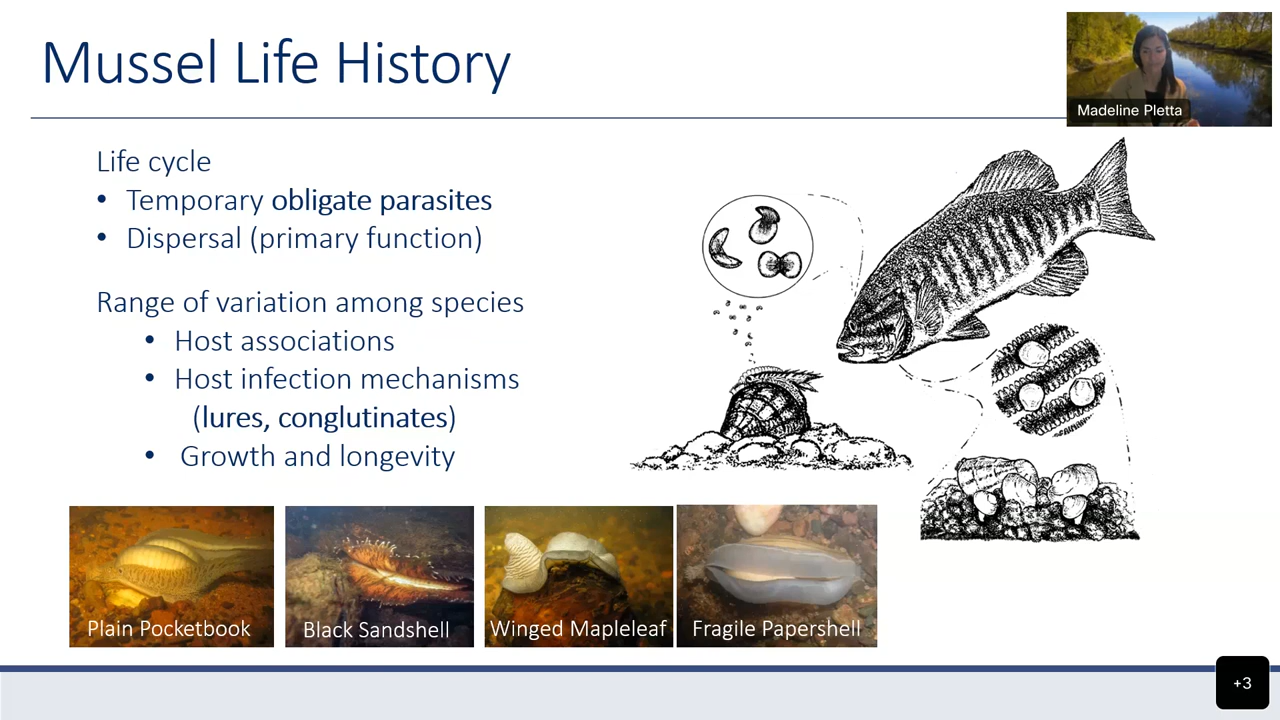 Mussel Life History
Madeline Pletta
Life cycle
• Temporary obligate parasites
• Dispersal (primary function)
Range of variation among species
• Host associations
• Host infection mechanisms
(lures, conglutinates)
• Growth and longevity
Plain Pocketbook
Black Sandshell
Winged Mapleleaf
Fragile Papershell
+3